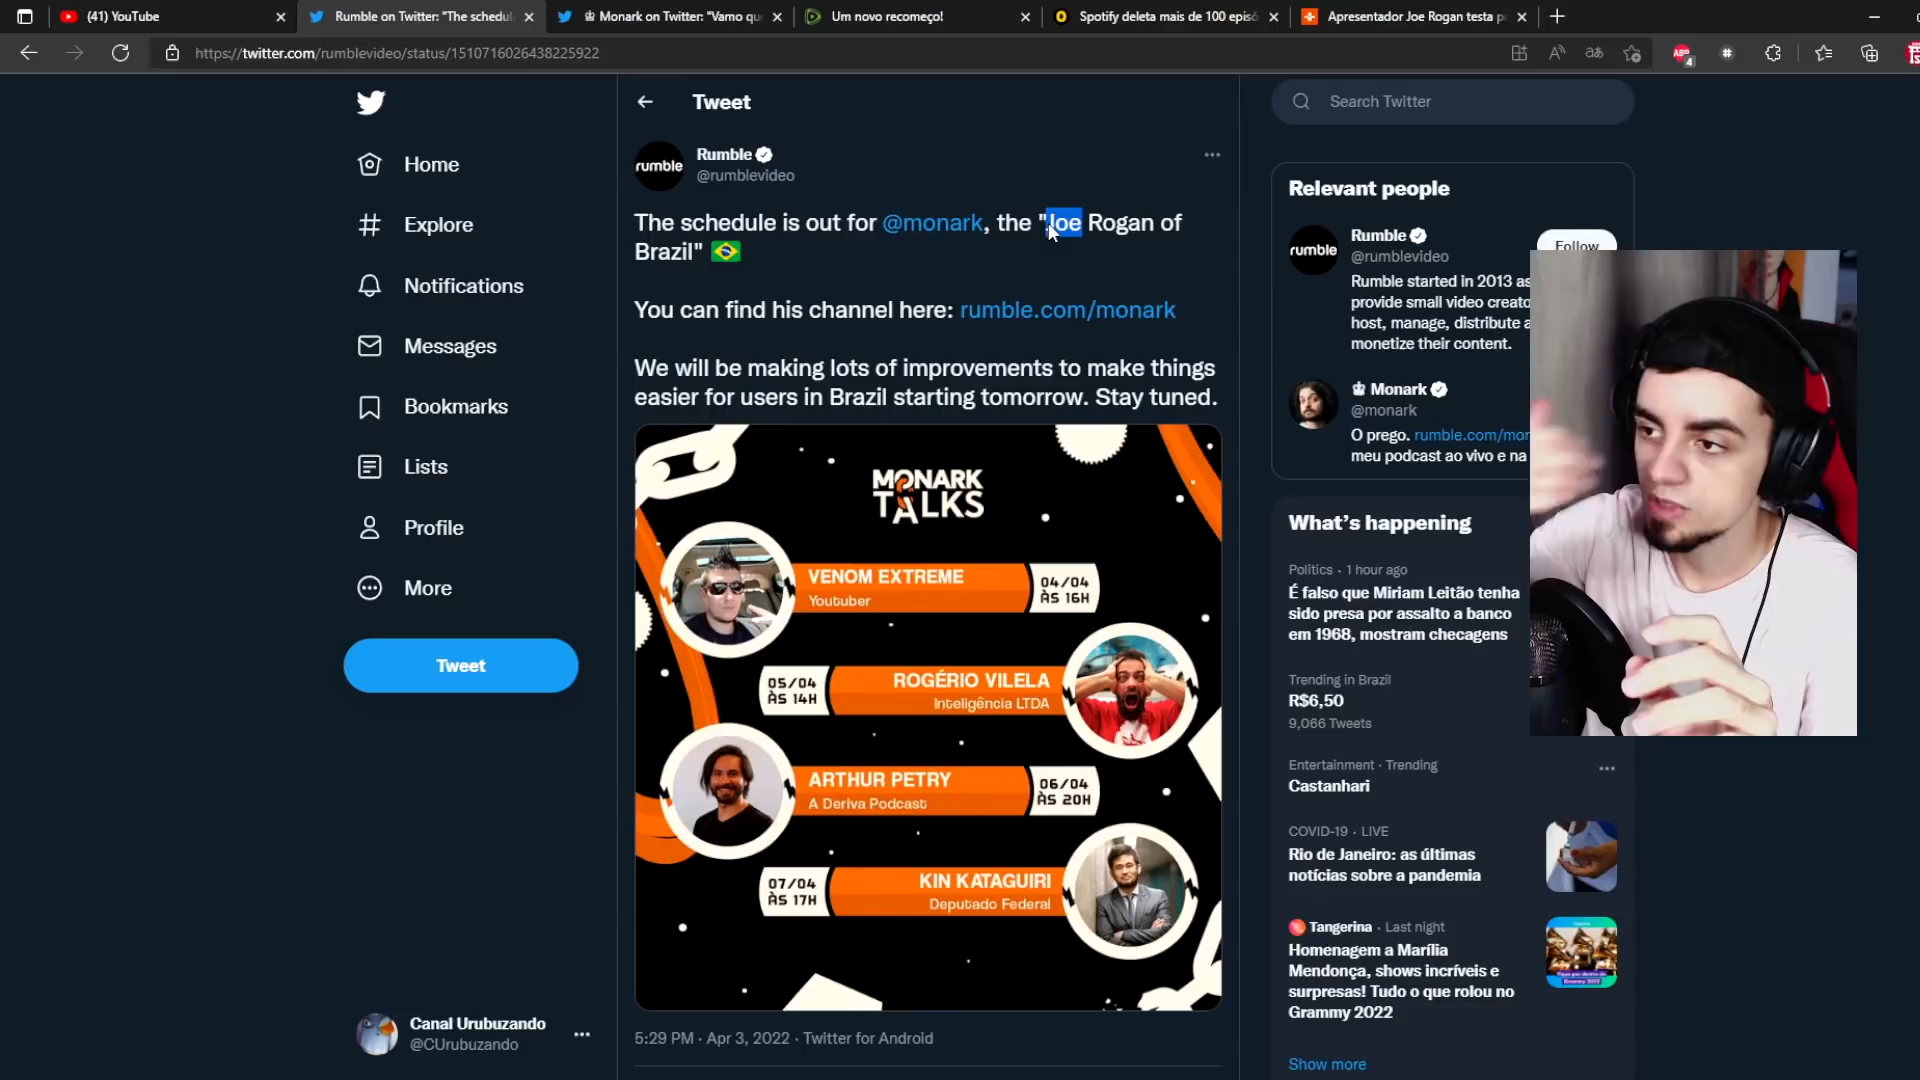 (41) YouTube
Rumble on Twitter: "The schedul
Monark on Twitter: "Vamo qu
Um novo recomeço!
Spotify deleta mais de 100 episó
Apresentador Joe Rogan testa p
https://twitter.com/rumblevideo/status/1510716026438225922
Home
Explore
Notifications
Messages
Bookmarks
Lists
Profile
More
Tweet
Canal Urubuzando
@CUrubuzando
Tweet
rumble
Rumble
@rumblevideo
The schedule is out for @monark, the "Joe Rogan of
Brazil"
You can find his channel here: rumble.com/monark
We will be making lots of improvements to make things
easier for users in Brazil starting tomorrow. Stay tuned.
MONARK
TALKS
VENOM EXTREME
Youtuber
04/04
ÀS 16H
05/04
ÀS 14H
ROGÉRIO VILELA
Inteligência LTDA
ARTHUR PETRY
A Deriva Podcast
06/04
ÀS 20H
07/04
ÀS 17H
KIN KATAGUIRI
Deputado Federal
5:29 PM · Apr 3, 2022 · Twitter for Android
Search Twitter
Relevant people
rumble
Rumble
@rumblevideo
Follow
Rumble started in 2013 as
provide small video creato
host, manage, distribute a
monetize their content.
Monark
@monark
O prego. rumble.com/mon
meu podcast ao vivo e na
What's happening
Politics · 1 hour ago
É falso que Miriam Leitão tenha
sido presa por assalto a banco
em 1968, mostram checagens
Trending in Brazil
R$6,50
9,066 Tweets
Entertainment · Trending
Castanhari
COVID-19 · LIVE
Rio de Janeiro: as últimas
notícias sobre a pandemia
Tangerina · Last night
Homenagem a Marília
Mendonça, shows incríveis e
surpresas! Tudo o que rolou no
Grammy 2022
Show more